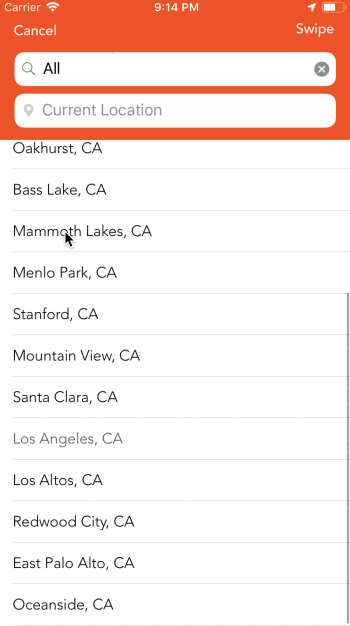 Carrier 9:14 PM
Cancel Swipe
All
Current Location
Oakhurst, CA
Bass Lake, CA
Mammoth Lakes, CA
Menlo Park, CA
Stanford, CA
Mountain View, CA
Santa Clara, CA
Los Angeles, CA
Los Altos, CA
Redwood City, CA
East Palo Alto, CA
Oceanside, CA